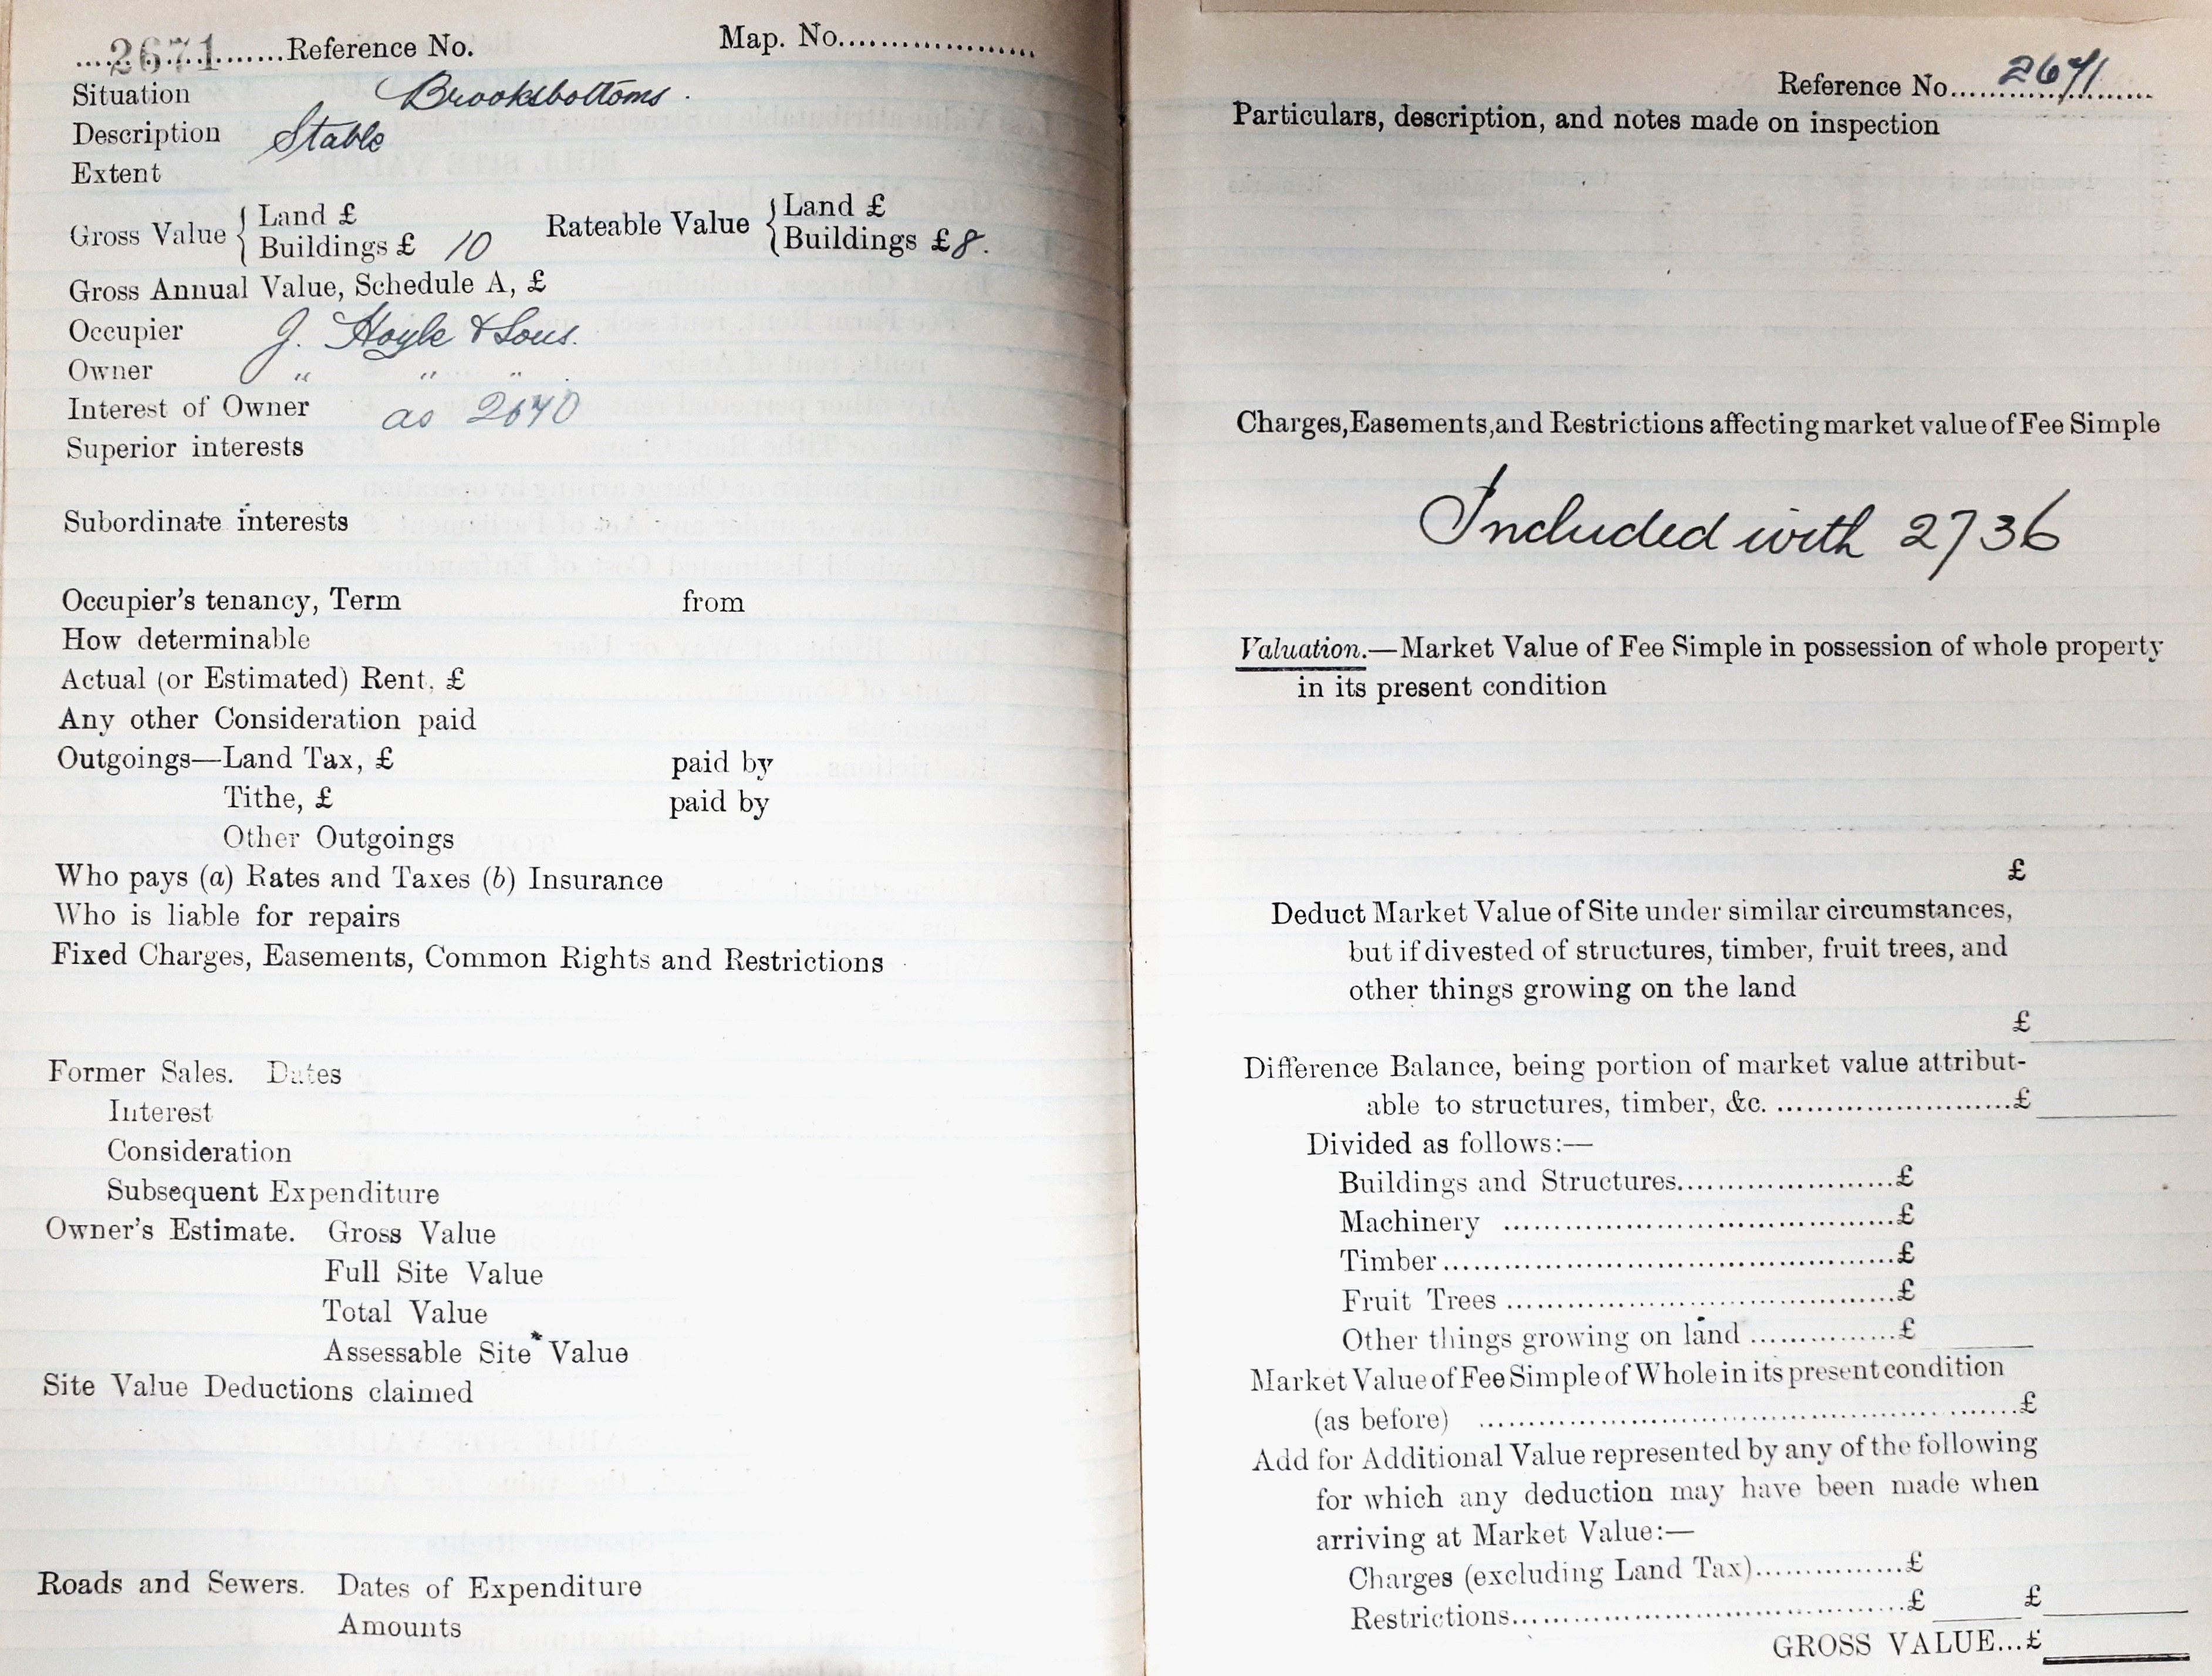 2671 Reference No. Map. No.
Situation Brooksbottoms.
Description Stable
Extent
Gross Value { Land £ Rateable Value { Land £
Buildings £ 10 Buildings £ 8.
Gross Annual Value, Schedule A, £
Occupier J. Hoyle & Sons.
Owner " " "
Interest of Owner as 2640
Superior interests
Subordinate interests
Occupier's tenancy, Term from
How determinable
Actual (or Estimated) Rent, £
Any other Consideration paid
Outgoings—Land Tax, £ paid by
Tithe, £ paid by
Other Outgoings
Who pays (a) Rates and Taxes (b) Insurance
Who is liable for repairs
Fixed Charges, Easements, Common Rights and Restrictions
Former Sales. Dates
Interest
Consideration
Subsequent Expenditure
Owner's Estimate. Gross Value
Full Site Value
Total Value
Assessable Site Value
Site Value Deductions claimed
Roads and Sewers. Dates of Expenditure
Amounts
Reference No. 2671
Particulars, description, and notes made on inspection
Charges, Easements, and Restrictions affecting market value of Fee Simple
Included with 2736
Valuation.—Market Value of Fee Simple in possession of whole property
in its present condition
£
Deduct Market Value of Site under similar circumstances,
but if divested of structures, timber, fruit trees, and
other things growing on the land
£
Difference Balance, being portion of market value attribut-
able to structures, timber, &c. £
Divided as follows:—
Buildings and Structures £
Machinery £
Timber £
Fruit Trees £
Other things growing on land £
Market Value of Fee Simple of Whole in its present condition
(as before) £
Add for Additional Value represented by any of the following
for which any deduction may have been made when
arriving at Market Value:—
Charges (excluding Land Tax) £
Restrictions £ £
GROSS VALUE...£